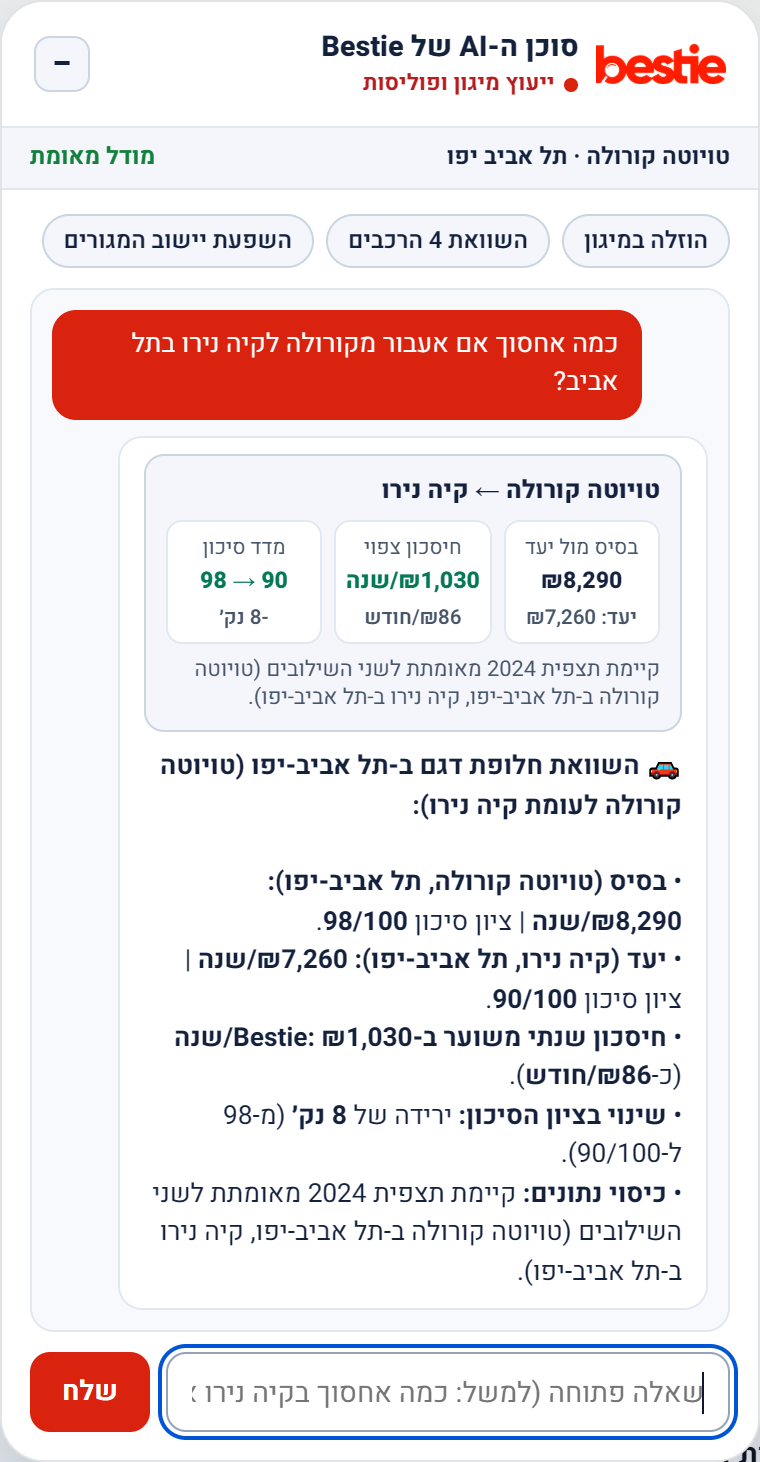 bestie
סוכן ה-AI של Bestie
ייעוץ מיגון ופוליסות
–
טויוטה קורולה · תל אביב יפו
מודל מאומת
הוזלה במיגון
השוואת 4 הרכבים
השפעת יישוב המגורים
כמה אחסוך אם אעבור מקורולה לקיה נירו בתל
אביב?
טויוטה קורולה ← קיה נירו
בסיס מול יעד
₪8,290
יעד: ₪7,260
חיסכון צפוי
₪1,030/שנה
₪86/חודש
מדד סיכון
98 ← 90
-8 נק׳
קיימת תצפית 2024 מאומתת לשני השילובים (טויוטה
קורולה ב-תל אביב-יפו, קיה נירו ב-תל אביב-יפו).
🚗 השוואת חלופת דגם ב-תל אביב-יפו (טויוטה
קורולה לעומת קיה נירו):
• בסיס (טויוטה קורולה, תל אביב-יפו):
₪8,290/שנה | ציון סיכון 98/100.
• יעד (קיה נירו, תל אביב-יפו): ₪7,260/שנה |
ציון סיכון 90/100.
• חיסכון שנתי משוער ב-Bestie: ₪1,030/שנה
(כ-₪86/חודש).
• שינוי בציון הסיכון: ירידה של 8 נק׳ (מ-98
ל-90/100).
• כיסוי נתונים: קיימת תצפית 2024 מאומתת לשני
השילובים (טויוטה קורולה ב-תל אביב-יפו, קיה נירו
ב-תל אביב-יפו).
שאלה פתוחה (למשל: כמה אחסוך בקיה נירו
שלח